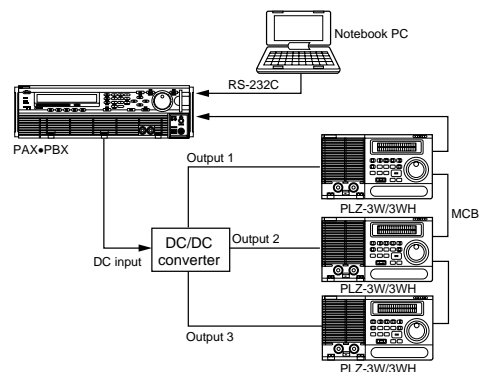 Notebook PC
RS-232C
PAX•PBX
Output 1
PLZ-3W/3WH
MCB
DC/DC
converter
Output 2
DC input
PLZ-3W/3WH
Output 3
PLZ-3W/3WH